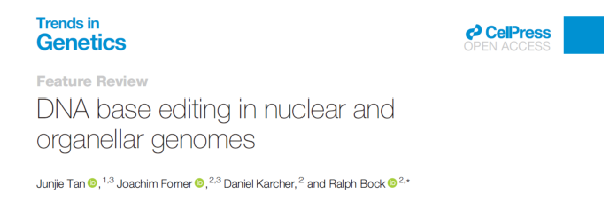 Trends in
Genetics
CellPress
OPEN ACCESS
Feature Review
DNA base editing in nuclear and
organellar genomes
Junjie Tan, 1,3 Joachim Forner, 2,3 Daniel Karcher, 2 and Ralph Bock 2,*